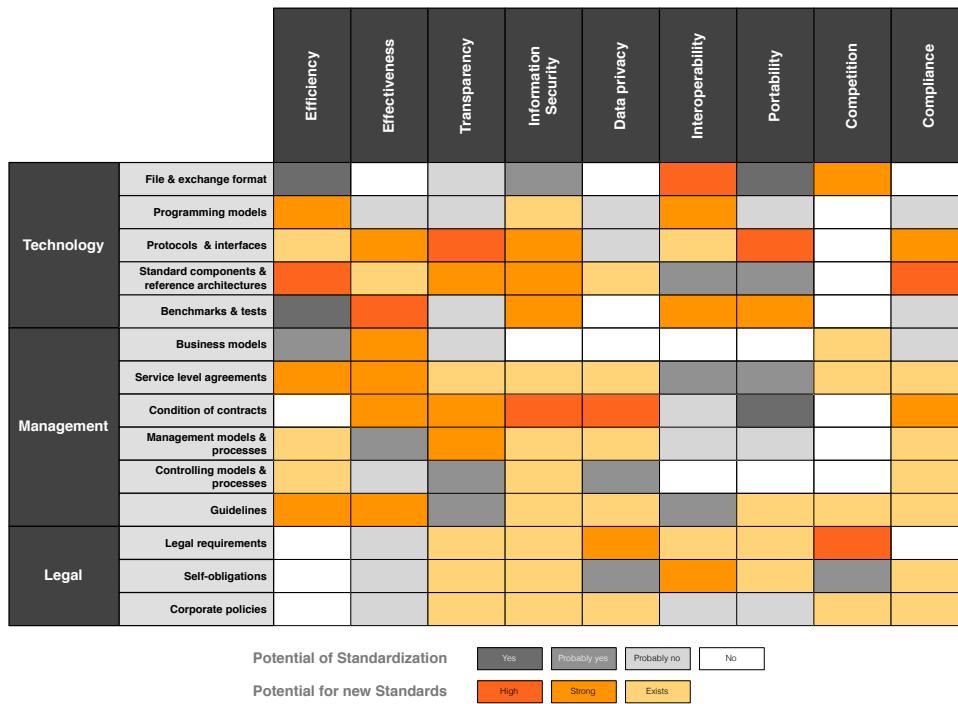 Efficiency
Effectiveness
Transparency
Information
Security
Data privacy
Interoperability
Portability
Competition
Compliance
Technology
File & exchange format
Programming models
Protocols & interfaces
Standard components &
reference architectures
Benchmarks & tests
Management
Business models
Service level agreements
Condition of contracts
Management models &
processes
Controlling models &
processes
Guidelines
Legal
Legal requirements
Self-obligations
Corporate policies
Potential of Standardization
Yes
Probably yes
Probably no
No
Potential for new Standards
High
Strong
Exists